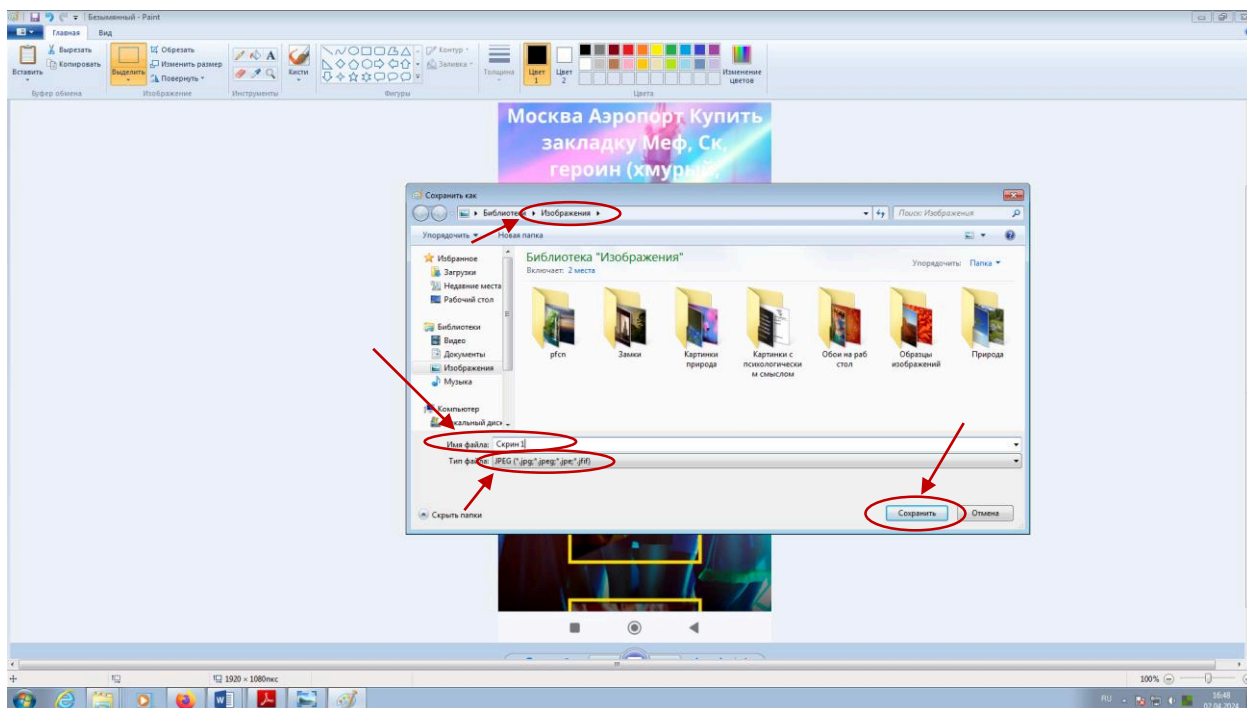 Безымянный - Paint
Главная Вид
Вставить
Вырезать
Копировать
Буфер обмена
Выделить
Обрезать
Изменить размер
Повернуть
Изображение
A
Инструменты
Кисти
Контур
Заливка
Фигуры
Толщина
Цвет 1
Цвет 2
Изменение цветов
Цвета
Москва Аэропорт Купить
закладку Меф, Ск,
героин (хмурый,
Сохранить как
Библиотеки Изображения
Поиск: Изображения
Упорядочить Новая папка
Избранное
Загрузки
Недавние места
Рабочий стол
Библиотеки
Видео
Документы
Изображения
Музыка
Компьютер
Локальный диск
Библиотека "Изображения"
Включает: 2 места
Упорядочить: Папка
pfcn
Замки
Картинки природа
Картинки с психологическим смыслом
Обои на раб стол
Образцы изображений
Природа
Имя файла: Скрин 1
Тип файла: JPEG (*.jpg;*.jpeg;*.jpe;*.jfif)
Скрыть папки
Сохранить Отмена
1920 × 1080пкс
100%
RU
16:48
02.04.2024